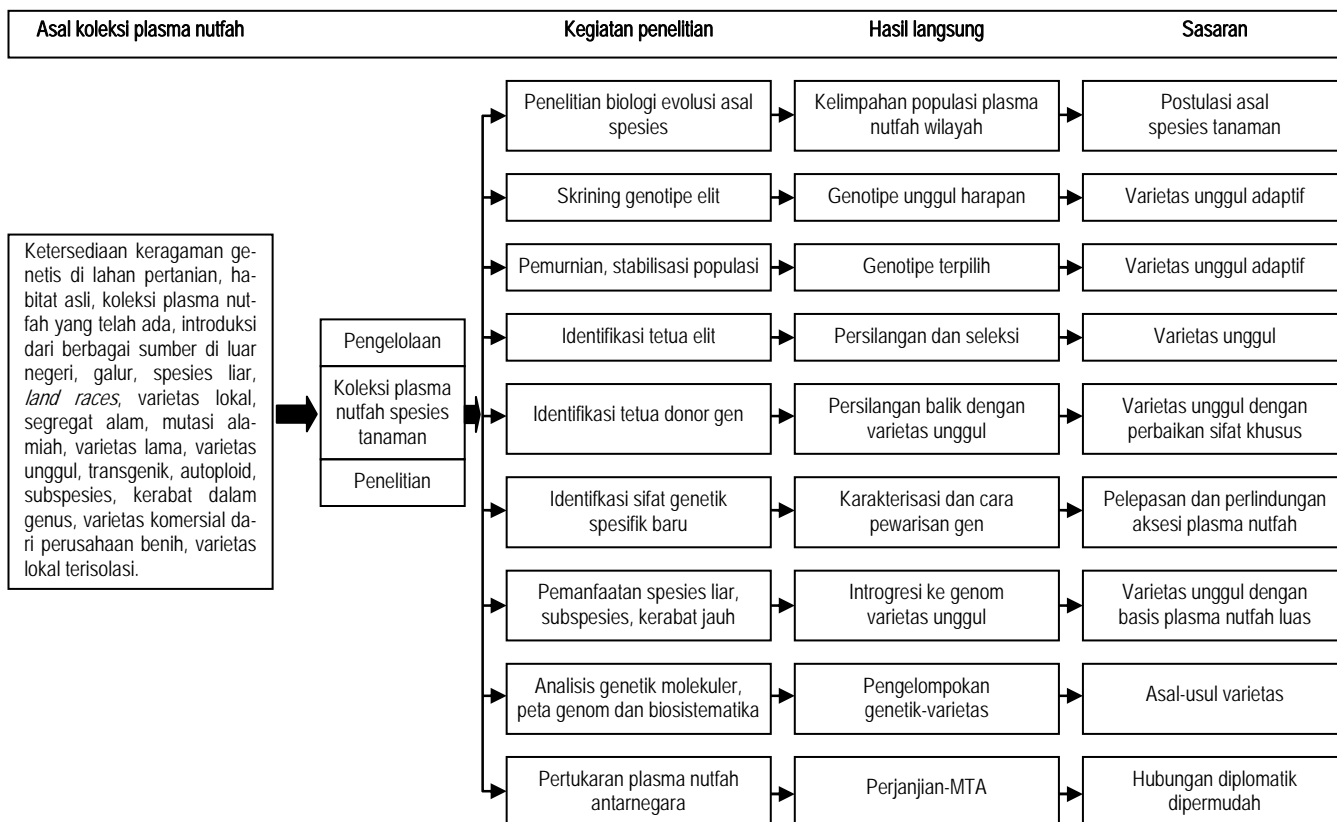 Asal koleksi plasma nutfah
Kegiatan penelitian
Hasil langsung
Sasaran
Ketersediaan keragaman ge-
netis di lahan pertanian, ha-
bitat asli, koleksi plasma nut-
fah yang telah ada, introduksi
dari berbagai sumber di luar
negeri, galur, spesies liar,
land races, varietas lokal,
segregat alam, mutasi ala-
miah, varietas lama, varietas
unggul, transgenik, autoploid,
subspesies, kerabat dalam
genus, varietas komersial da-
ri perusahaan benih, varietas
lokal terisolasi.
Pengelolaan
Koleksi plasma
nutfah spesies
tanaman
Penelitian
Penelitian biologi evolusi asal
spesies
Kelimpahan populasi plasma
nutfah wilayah
Postulasi asal
spesies tanaman
Skrining genotipe elit
Genotipe unggul harapan
Varietas unggul adaptif
Pemurnian, stabilisasi populasi
Genotipe terpilih
Varietas unggul adaptif
Identifikasi tetua elit
Persilangan dan seleksi
Varietas unggul
Identifikasi tetua donor gen
Persilangan balik dengan
varietas unggul
Varietas unggul dengan
perbaikan sifat khusus
Identifkasi sifat genetik
spesifik baru
Karakterisasi dan cara
pewarisan gen
Pelepasan dan perlindungan
aksesi plasma nutfah
Pemanfaatan spesies liar,
subspesies, kerabat jauh
Introgresi ke genom
varietas unggul
Varietas unggul dengan
basis plasma nutfah luas
Analisis genetik molekuler,
peta genom dan biosistematika
Pengelompokan
genetik-varietas
Asal-usul varietas
Pertukaran plasma nutfah
antarnegara
Perjanjian-MTA
Hubungan diplomatik
dipermudah